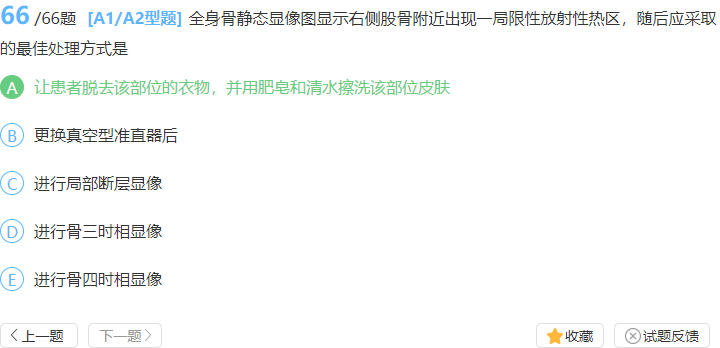 66/66题 [A1/A2型题] 全身骨静态显像图显示右侧股骨附近出现一局限性放射性热区，随后应采取
的最佳处理方式是
A 让患者脱去该部位的衣物，并用肥皂和清水擦洗该部位皮肤
B 更换真空型准直器后
C 进行局部断层显像
D 进行骨三时相显像
E 进行骨四时相显像
上一题 下一题 收藏 试题反馈